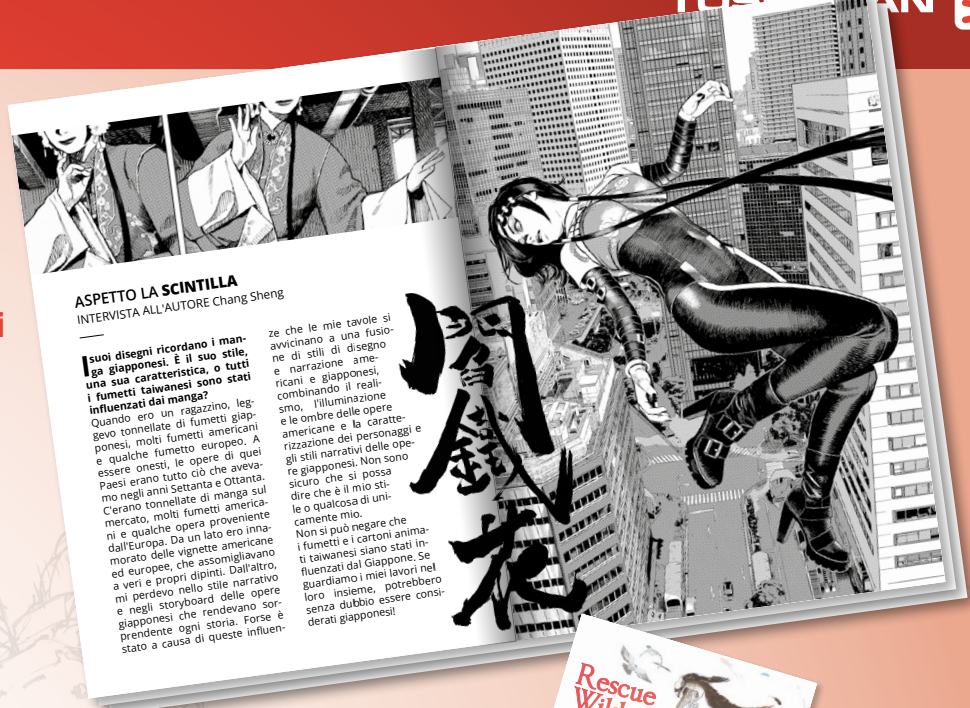 ASPETTO LA SCINTILLA
INTERVISTA ALL'AUTORE Chang Sheng
I suoi disegni ricordano i man-
ga giapponesi. È il suo stile,
una sua caratteristica, o tutti
i fumetti taiwanesi sono stati
influenzati dai manga?
Quando ero un ragazzino, leg-
gevo tonnellate di fumetti giap-
ponesi, molti fumetti americani
e qualche fumetto europeo. A
essere onesti, le opere di quei
Paesi erano tutto ciò che aveva-
mo negli anni Settanta e Ottanta.
C'erano tonnellate di manga sul
mercato, molti fumetti america-
ni e qualche opera proveniente
dall'Europa. Da un lato ero inna-
morato delle vignette americane
ed europee, che assomigliavano
a veri e propri dipinti. Dall'altro,
mi perdevo nello stile narrativo
e negli storyboard delle opere
giapponesi che rendevano sor-
prendente ogni storia. Forse è
stato a causa di queste influen-
ze che le mie tavole si
avvicinano a una fusio-
ne di stili di disegno
e narrazione ame-
ricani e giapponesi,
combinando il reali-
smo, l'illuminazione
e le ombre delle opere
americane e la caratte-
rizzazione dei personaggi e
gli stili narrativi delle ope-
re giapponesi. Non sono
sicuro che si possa
dire che è il mio sti-
le o qualcosa di uni-
camente mio.
Non si può negare che
i fumetti e i cartoni anima-
ti taiwanesi siano stati in-
fluenzati dal Giappone. Se
guardiamo i miei lavori nel
loro insieme, potrebbero
senza dubbio essere consi-
derati giapponesi!
閻鐵花
Rescue